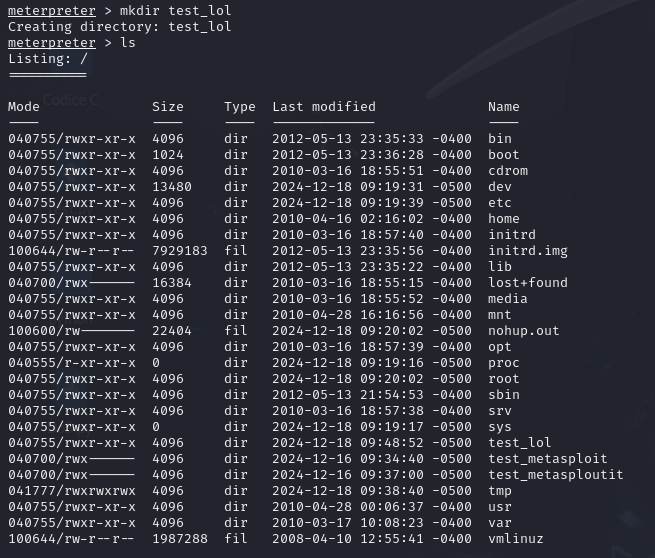 meterpreter > mkdir test_lol
Creating directory: test_lol
meterpreter > ls
Listing: /
==========
Codice C
Mode              Size     Type  Last modified              Name
----              ----     ----  -------------              ----
040755/rwxr-xr-x  4096     dir   2012-05-13 23:35:33 -0400  bin
040755/rwxr-xr-x  1024     dir   2012-05-13 23:36:28 -0400  boot
040755/rwxr-xr-x  4096     dir   2010-03-16 18:55:51 -0400  cdrom
040755/rwxr-xr-x  13480    dir   2024-12-18 09:19:31 -0500  dev
040755/rwxr-xr-x  4096     dir   2024-12-18 09:19:39 -0500  etc
040755/rwxr-xr-x  4096     dir   2010-04-16 02:16:02 -0400  home
040755/rwxr-xr-x  4096     dir   2010-03-16 18:57:40 -0400  initrd
100644/rw-r--r--  7929183  fil   2012-05-13 23:35:56 -0400  initrd.img
040755/rwxr-xr-x  4096     dir   2012-05-13 23:35:22 -0400  lib
040700/rwx------  16384    dir   2010-03-16 18:55:15 -0400  lost+found
040755/rwxr-xr-x  4096     dir   2010-03-16 18:55:52 -0400  media
040755/rwxr-xr-x  4096     dir   2010-04-28 16:16:56 -0400  mnt
100600/rw-------  22404    fil   2024-12-18 09:20:02 -0500  nohup.out
040755/rwxr-xr-x  4096     dir   2010-03-16 18:57:39 -0400  opt
040555/r-xr-xr-x  0        dir   2024-12-18 09:19:16 -0500  proc
040755/rwxr-xr-x  4096     dir   2024-12-18 09:20:02 -0500  root
040755/rwxr-xr-x  4096     dir   2012-05-13 21:54:53 -0400  sbin
040755/rwxr-xr-x  4096     dir   2010-03-16 18:57:38 -0400  srv
040755/rwxr-xr-x  0        dir   2024-12-18 09:19:17 -0500  sys
040755/rwxr-xr-x  4096     dir   2024-12-18 09:48:52 -0500  test_lol
040700/rwx------  4096     dir   2024-12-16 09:34:40 -0500  test_metasploit
040700/rwx------  4096     dir   2024-12-16 09:37:00 -0500  test_metasploutit
041777/rwxrwxrwx  4096     dir   2024-12-18 09:38:40 -0500  tmp
040755/rwxr-xr-x  4096     dir   2010-04-28 00:06:37 -0400  usr
040755/rwxr-xr-x  4096     dir   2010-03-17 10:08:23 -0400  var
100644/rw-r--r--  1987288  fil   2008-04-10 12:55:41 -0400  vmlinuz